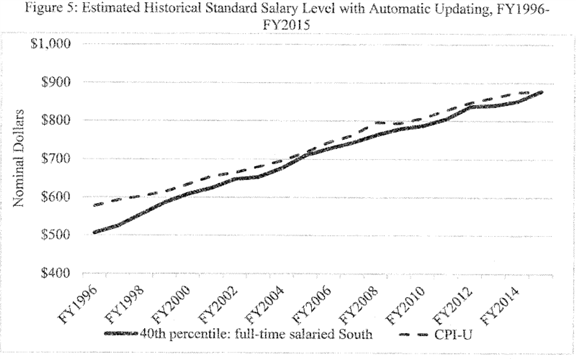 Figure 5: Estimated Historical Standard Salary Level with Automatic Updating, FY1996-
FY2015
$1,000
$900
$800
$700
$600
$500
$400
Nominal Dollars
FY1996
FY1998
FY2000
FY2002
FY2004
FY2006
FY2008
FY2010
FY2012
FY2014
40th percentile: full-time salaried South
CPI-U